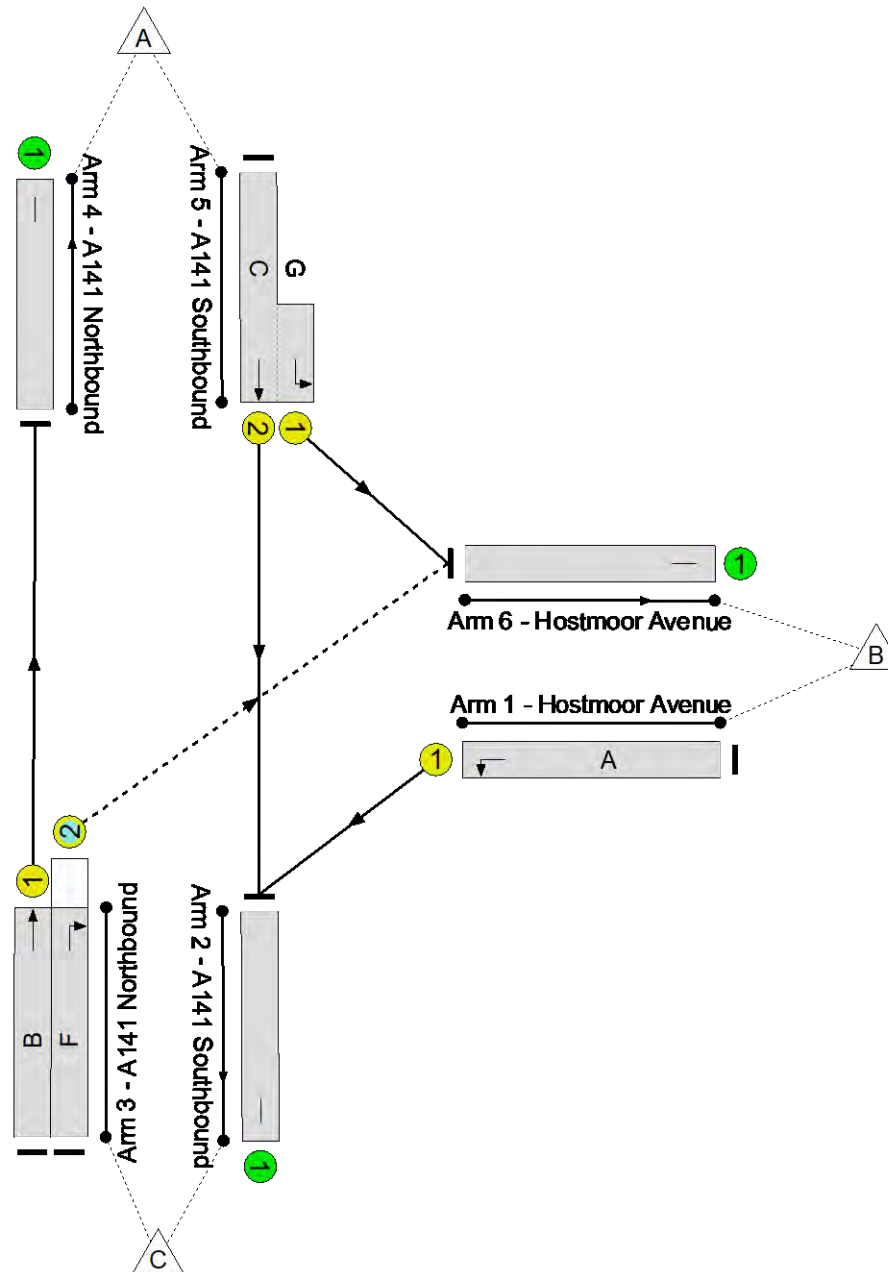 A
1
Arm 4 - A141 Northbound
Arm 5 - A141 Southbound
C
G
2
1
1
Arm 6 - Hostmoor Avenue
B
Arm 1 - Hostmoor Avenue
1
A
2
1
B
F
Arm 3 - A141 Northbound
Arm 2 - A141 Southbound
1
C